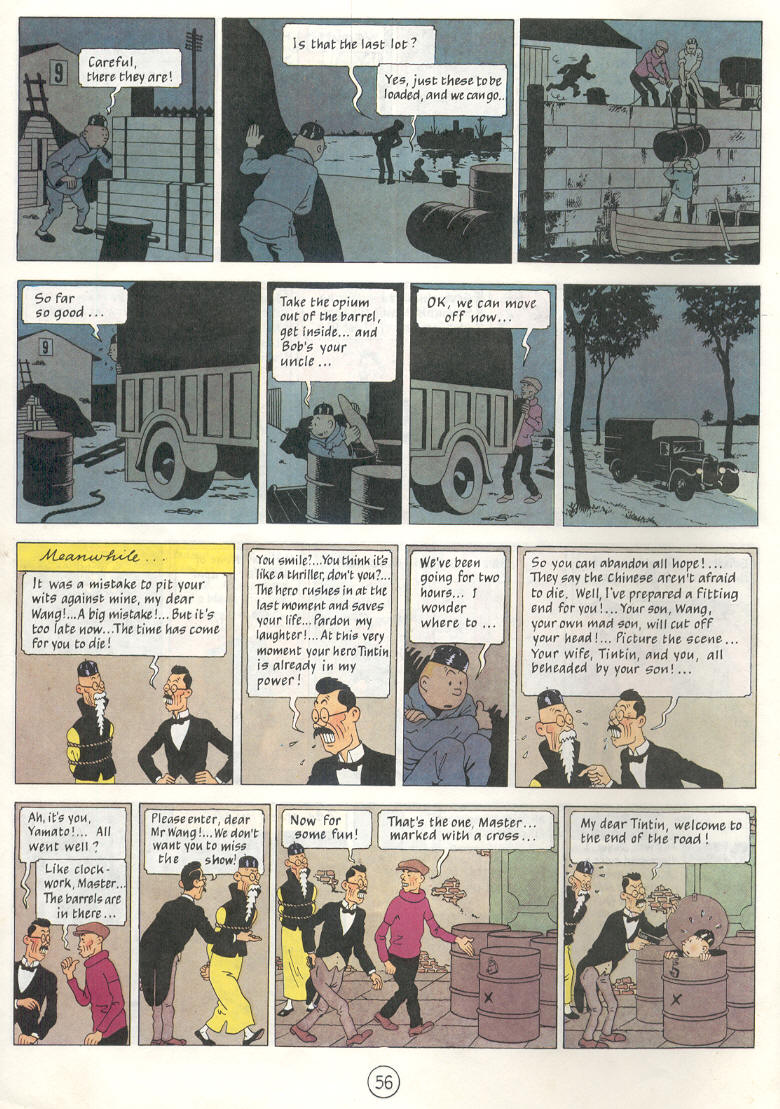 Careful,
there they are!
9
Is that the last lot?
Yes, just these to be
loaded, and we can go..
So far
so good...
9
Take the opium
out of the barrel,
get inside... and
Bob's your
uncle...
OK, we can move
off now...
Meanwhile...
It was a mistake to pit your
wits against mine, my dear
Wang!...A big mistake!...But it's
too late now...The time has come
for you to die!
You smile?...You think it's
like a thriller, don't you?...
The hero rushes in at the
last moment and saves
your life...Pardon my
laughter!...At this very
moment your hero Tintin
is already in my
power!
We've been
going for two
hours... I
wonder
where to...
So you can abandon all hope!...
They say the Chinese aren't afraid
to die. Well, I've prepared a fitting
end for you!...Your son, Wang,
your own mad son, will cut off
your head!... Picture the scene...
Your wife, Tintin, and you, all
beheaded by your son!...
Ah, it's you,
Yamato!... All
went well?
Like clock-
work, Master...
The barrels are
in there...
Please enter, dear
Mr Wang!...We don't
want you to miss
the show!
Now for
some fun!
That's the one, Master...
marked with a cross...
X
My dear Tintin, welcome to
the end of the road!
X
56